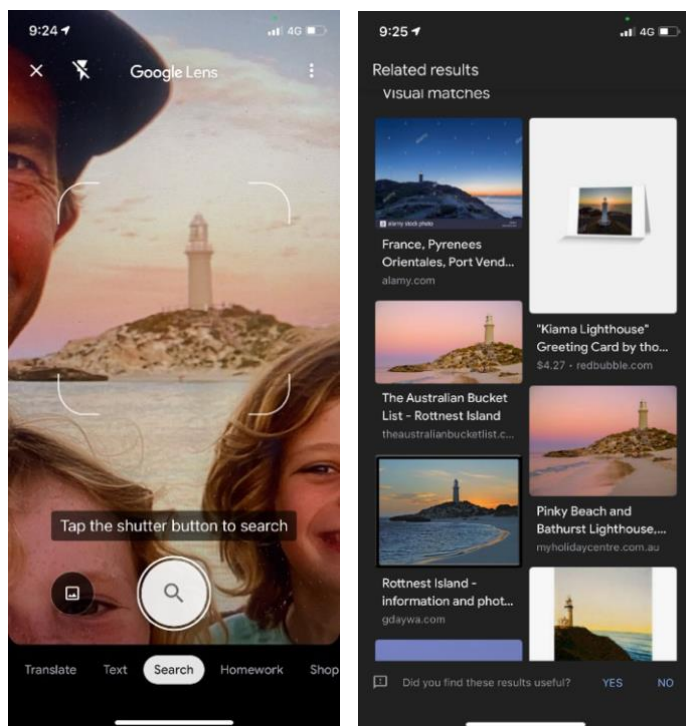 9:24
4G
Google Lens
Tap the shutter button to search
Translate Text Search Homework Shop
9:25
4G
Related results
Visual matches
alamy stock photo
France, Pyrenees
Orientales, Port Vend...
alamy.com
"Kiama Lighthouse"
Greeting Card by tho...
$4.27 • redbubble.com
The Australian Bucket
List - Rottnest Island
theaustralianbucketlist.c...
Pinky Beach and
Bathurst Lighthouse,...
myholidaycentre.com.au
Rottnest Island -
information and phot...
gdaywa.com
Did you find these results useful? YES NO